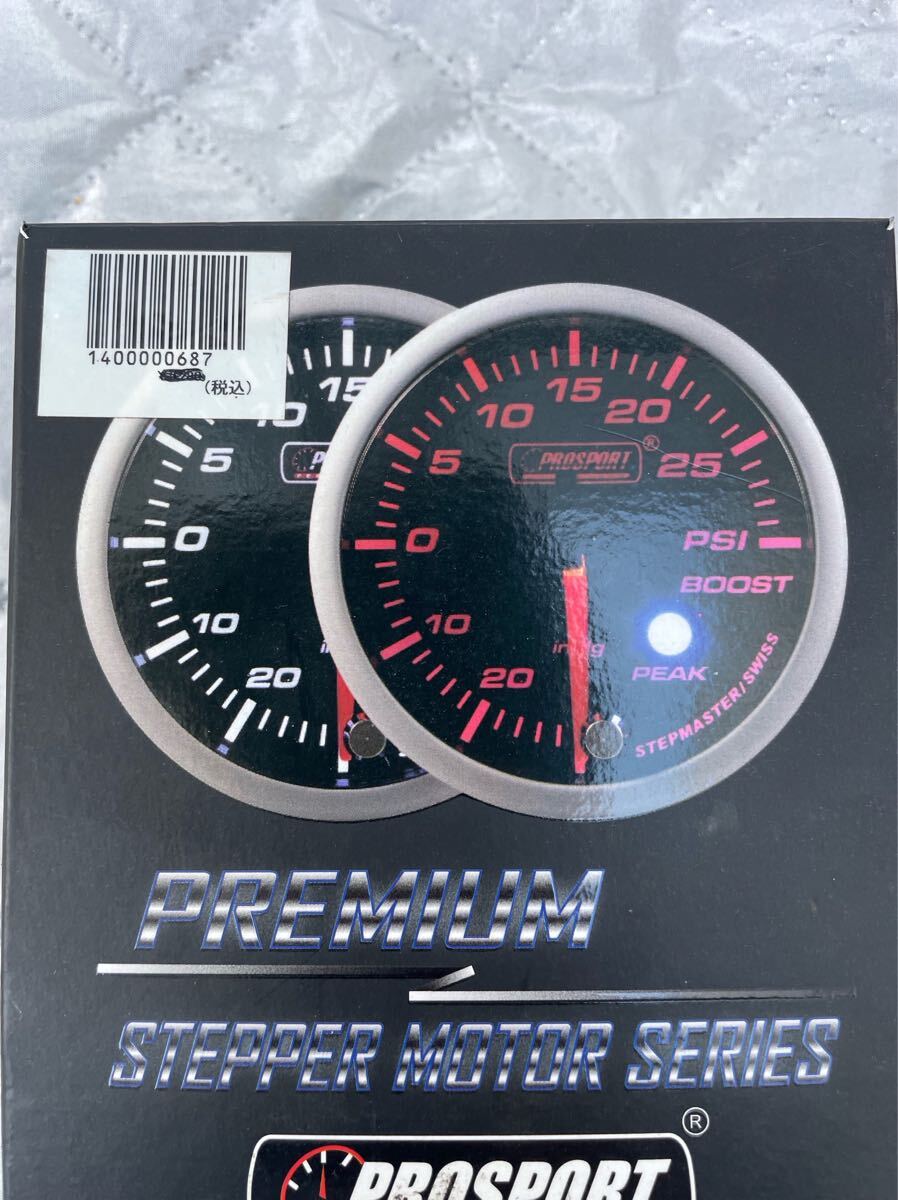 1400000687
(税込)
15
10
5
0
10
20
15
10
20
5
PROSPORT
®
25
0
PSI
BOOST
10
inHg
PEAK
20
STEPMASTER/SWISS
PREMIUM
STEPPER MOTOR SERIES
®
PROSPORT